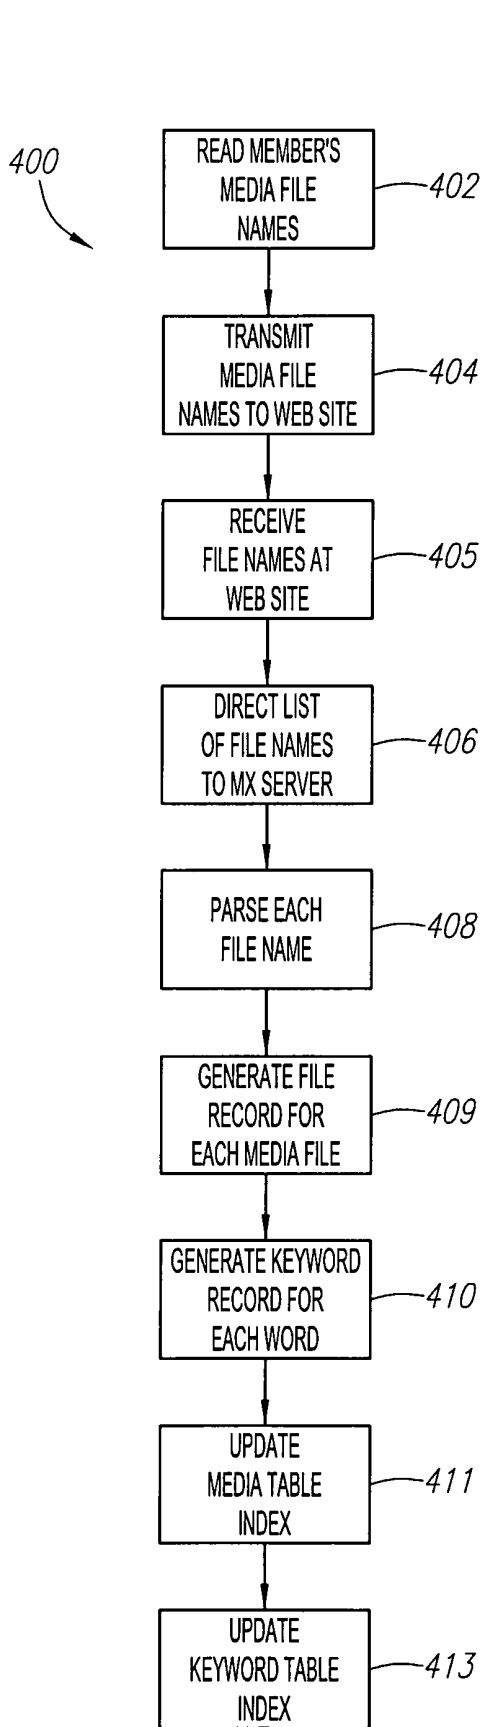 400
READ MEMBER'S
MEDIA FILE
NAMES
402
TRANSMIT
MEDIA FILE
NAMES TO WEB SITE
404
RECEIVE
FILE NAMES AT
WEB SITE
405
DIRECT LIST
OF FILE NAMES
TO MX SERVER
406
PARSE EACH
FILE NAME
408
GENERATE FILE
RECORD FOR
EACH MEDIA FILE
409
GENERATE KEYWORD
RECORD FOR
EACH WORD
410
UPDATE
MEDIA TABLE
INDEX
411
UPDATE
KEYWORD TABLE
INDEX
413